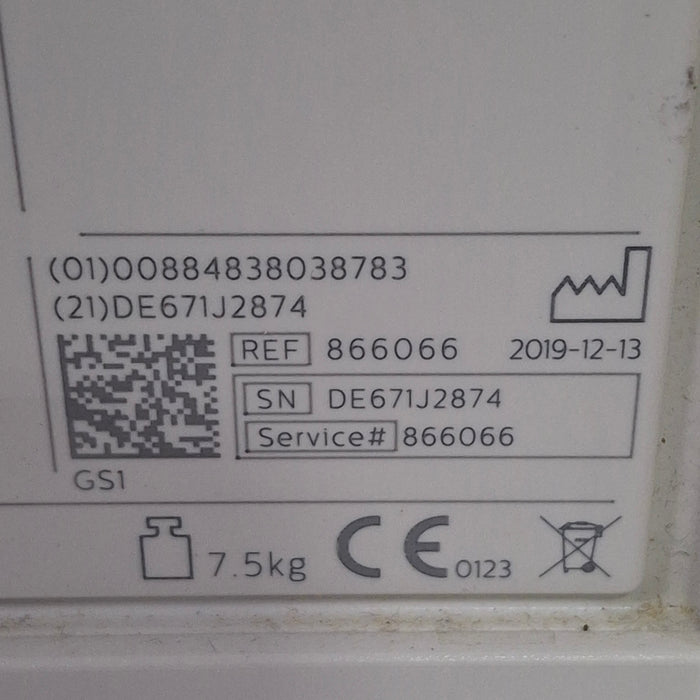 (01)00884838038783
(21)DE671J2874
REF 866066 2019-12-13
SN DE671J2874
Service# 866066
GS1
7.5kg CE 0123